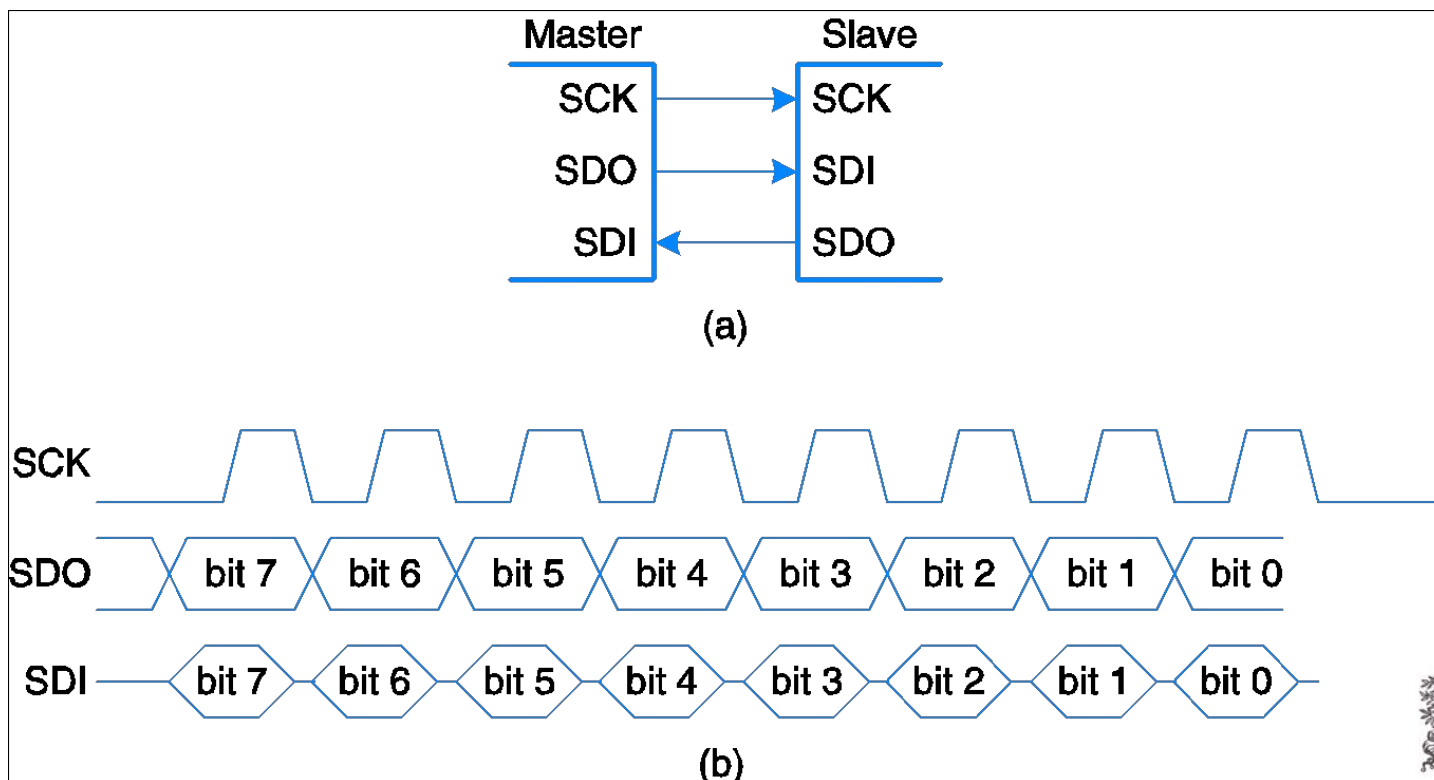 Master Slave
SCK SCK
SDO SDI
SDI SDO
(a)
SCK
SDO bit 7 bit 6 bit 5 bit 4 bit 3 bit 2 bit 1 bit 0
SDI bit 7 bit 6 bit 5 bit 4 bit 3 bit 2 bit 1 bit 0
(b)